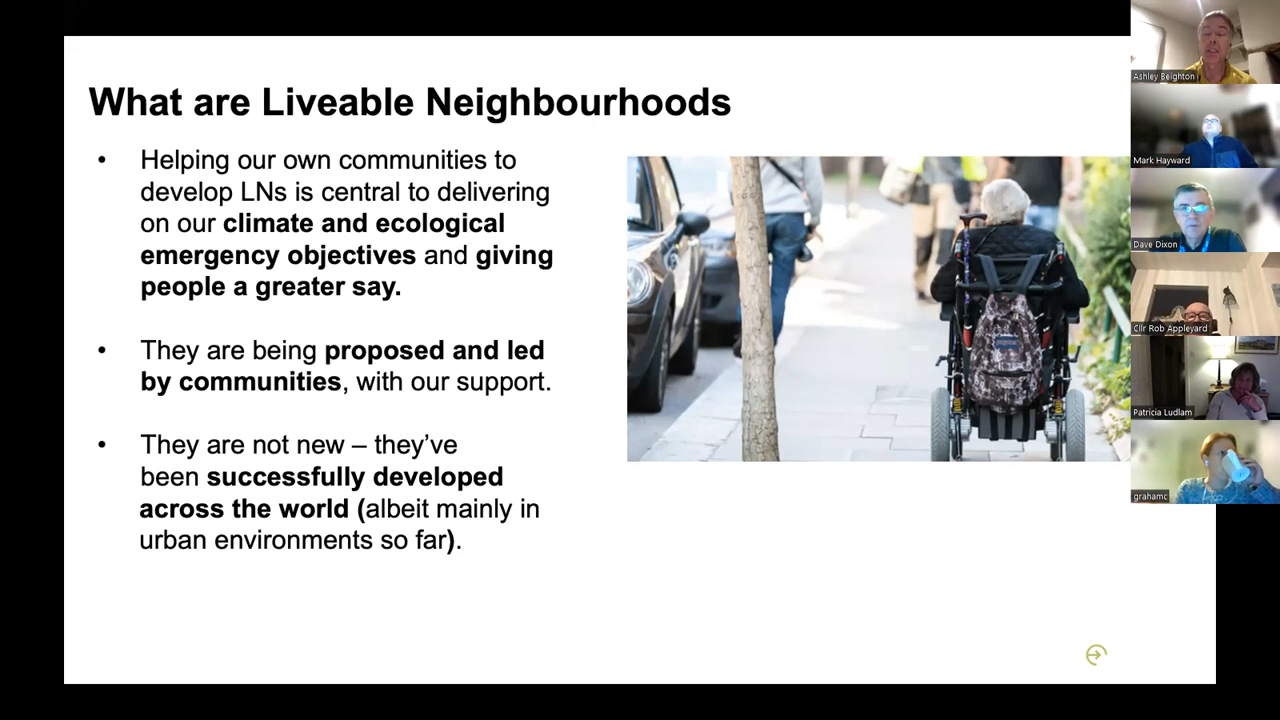 What are Liveable Neighbourhoods
• Helping our own communities to
develop LNs is central to delivering
on our climate and ecological
emergency objectives and giving
people a greater say.
• They are being proposed and led
by communities, with our support.
• They are not new – they’ve
been successfully developed
across the world (albeit mainly in
urban environments so far).
Ashley Beighton
Mark Hayward
Dave Dixon
Cllr Rob Appleyard
Patricia Ludlam
grahamc